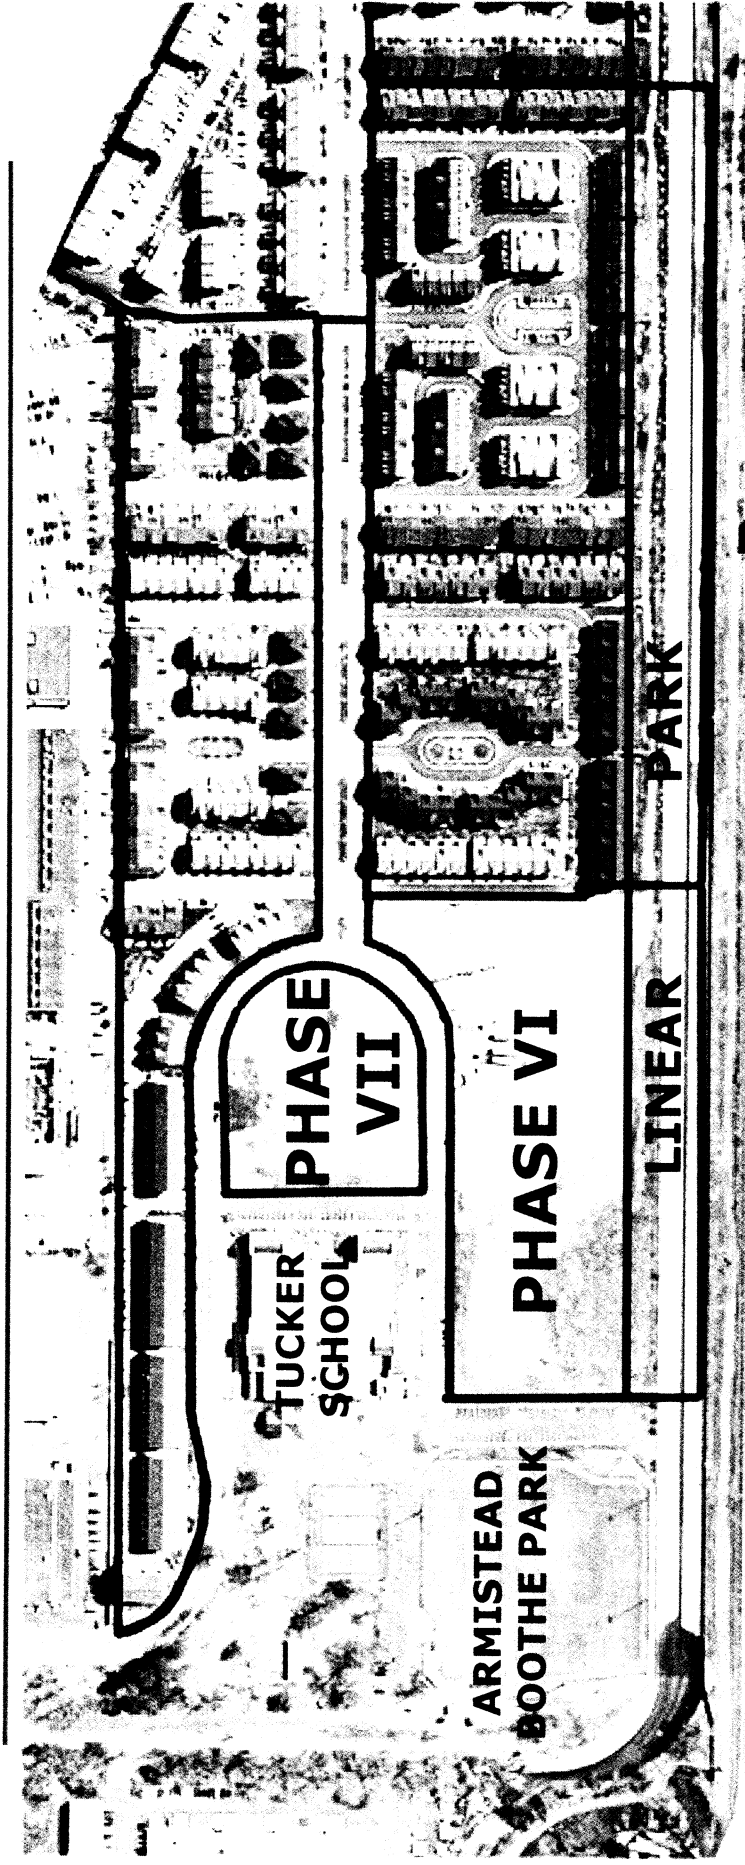 PHASE
VII
PHASE VI
LINEAR PARK
TUCKER
SCHOOL
ARMISTEAD
BOOTHE PARK